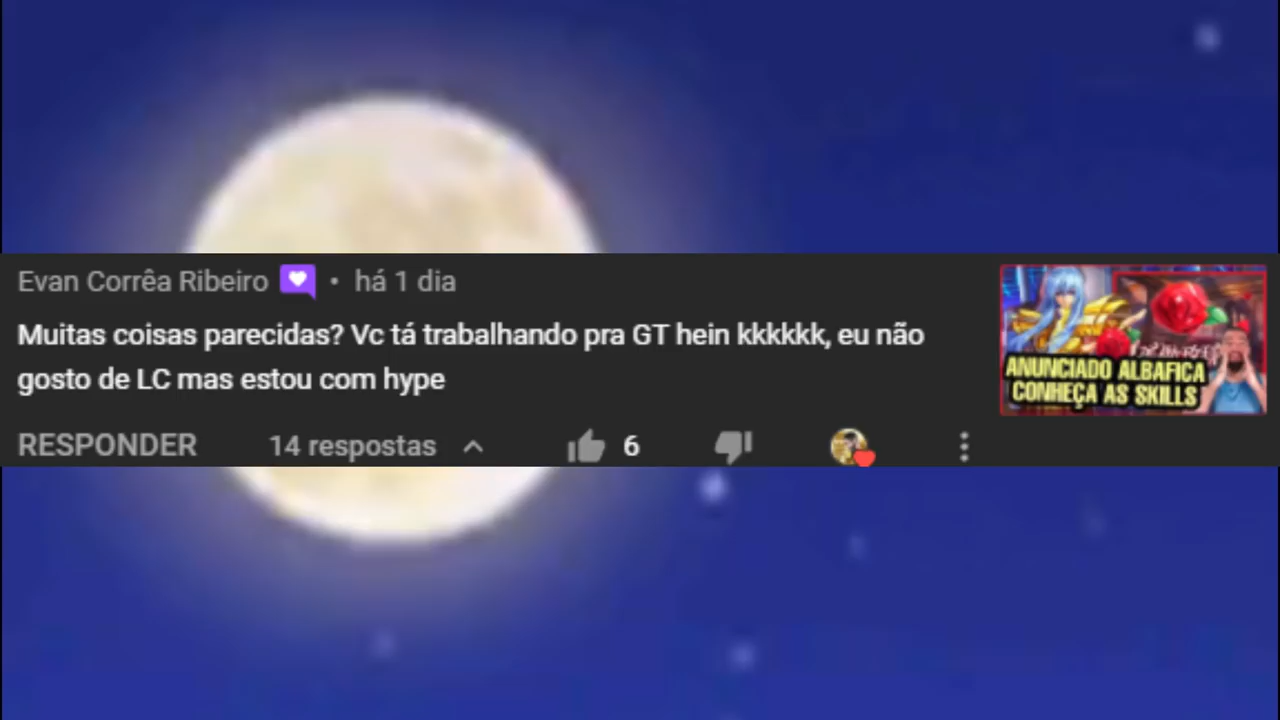 Evan Corrêa Ribeiro • há 1 dia
Muitas coisas parecidas? Vc tá trabalhando pra GT hein kkkkkk, eu não
gosto de LC mas estou com hype
ANUNCIADO ALBAFICA
CONHEÇA AS SKILLS
RESPONDER 14 respostas 6